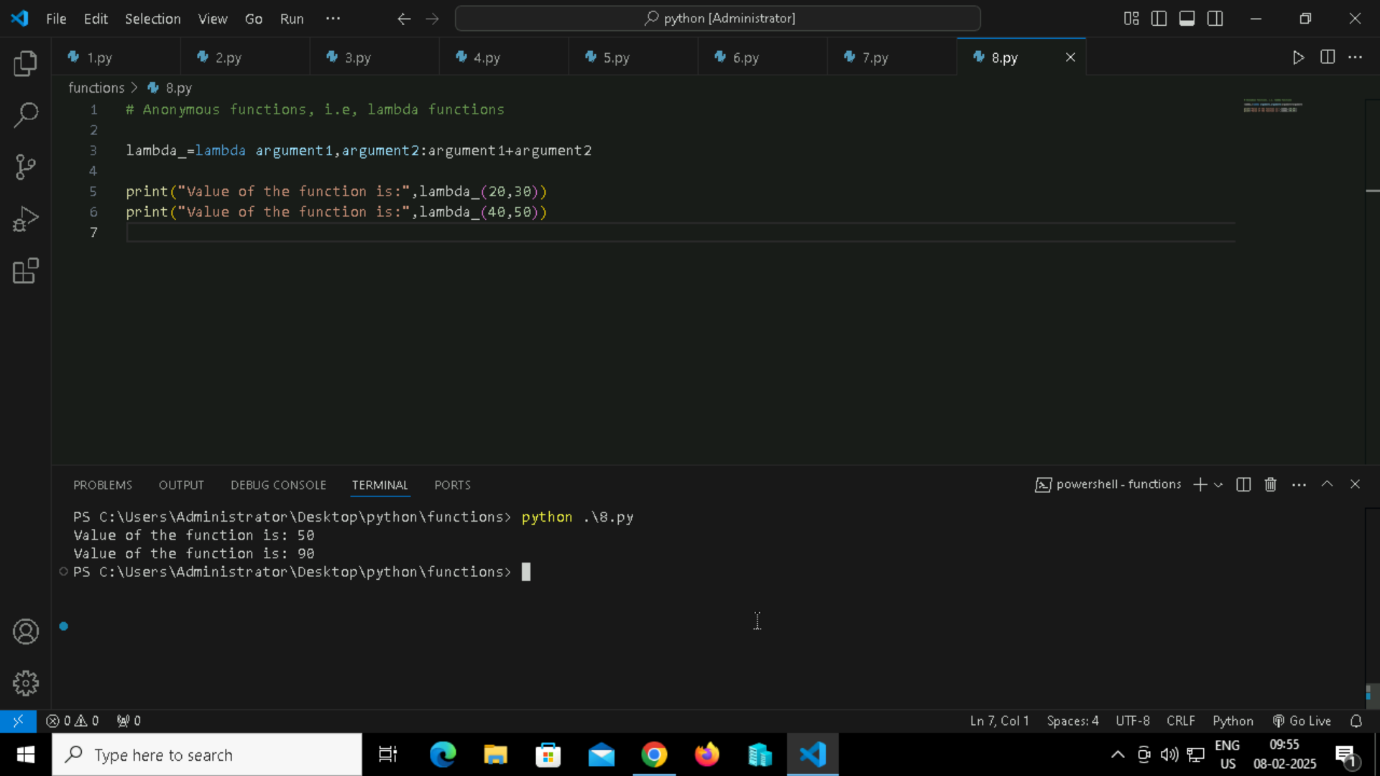 File Edit Selection View Go Run ··· python [Administrator]
1.py 2.py 3.py 4.py 5.py 6.py 7.py 8.py
functions > 8.py
1 # Anonymous functions, i.e, lambda functions
2
3 lambda_=lambda argument1,argument2:argument1+argument2
4
5 print("Value of the function is:",lambda_(20,30))
6 print("Value of the function is:",lambda_(40,50))
7
PROBLEMS OUTPUT DEBUG CONSOLE TERMINAL PORTS powershell - functions
PS C:\Users\Administrator\Desktop\python\functions> python .\8.py
Value of the function is: 50
Value of the function is: 90
PS C:\Users\Administrator\Desktop\python\functions>
0 0 0 Ln 7, Col 1 Spaces: 4 UTF-8 CRLF Python Go Live
Type here to search
ENG 09:55
US 08-02-2025 1